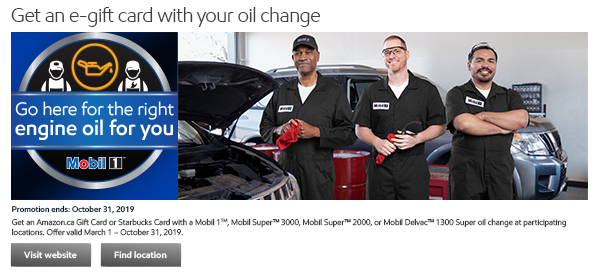 Get an e-gift card with your oil change
Go here for the right
engine oil for you
Mobil 1™
Promotion ends: October 31, 2019
Get an Amazon.ca Gift Card or Starbucks Card with a Mobil 1™, Mobil Super™ 3000, Mobil Super™ 2000, or Mobil Delvac™ 1300 Super oil change at participating
locations. Offer valid March 1 – October 31, 2019.
Visit website
Find location